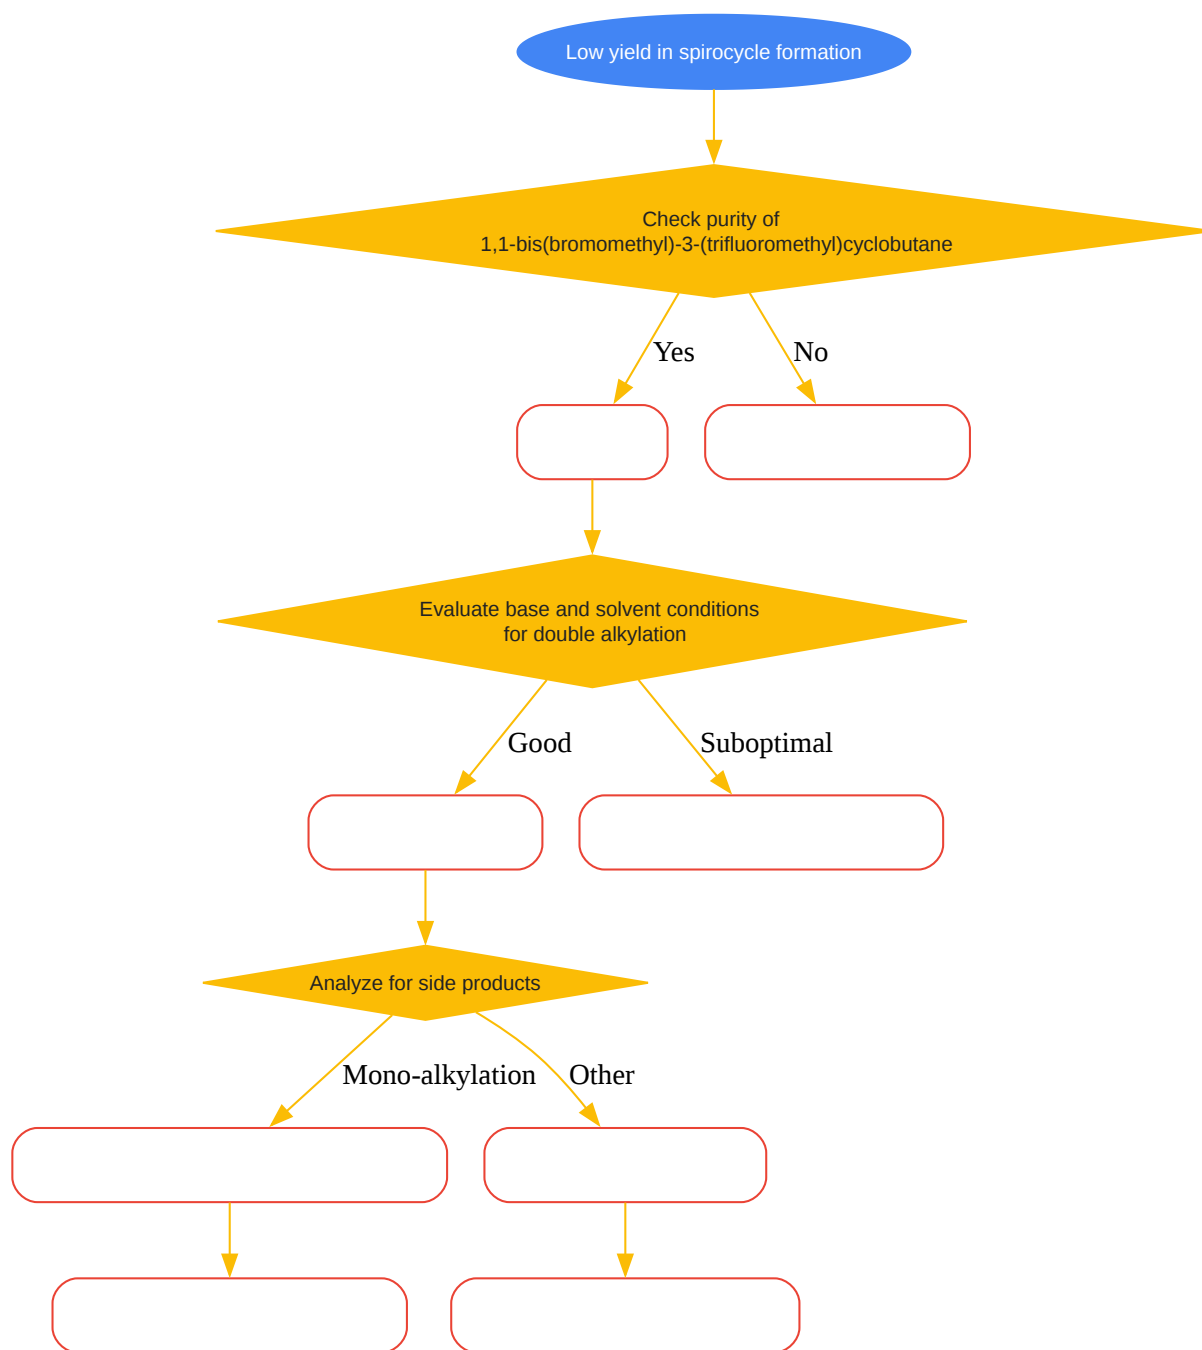 Low yield in spirocycle formation
Check purity of
1,1-bis(bromomethyl)-3-(trifluoromethyl)cyclobutane
Yes
No
Evaluate base and solvent conditions
for double alkylation
Good
Suboptimal
Analyze for side products
Mono-alkylation
Other